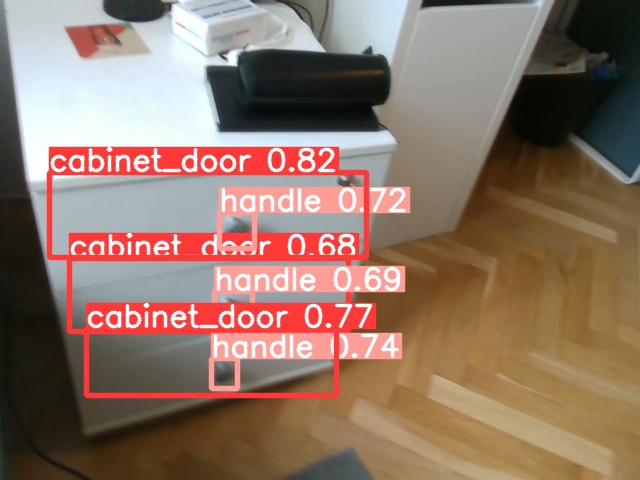 cabinet_door 0.82
handle 0.72
cabinet_door 0.68
handle 0.69
cabinet_door 0.77
handle 0.74